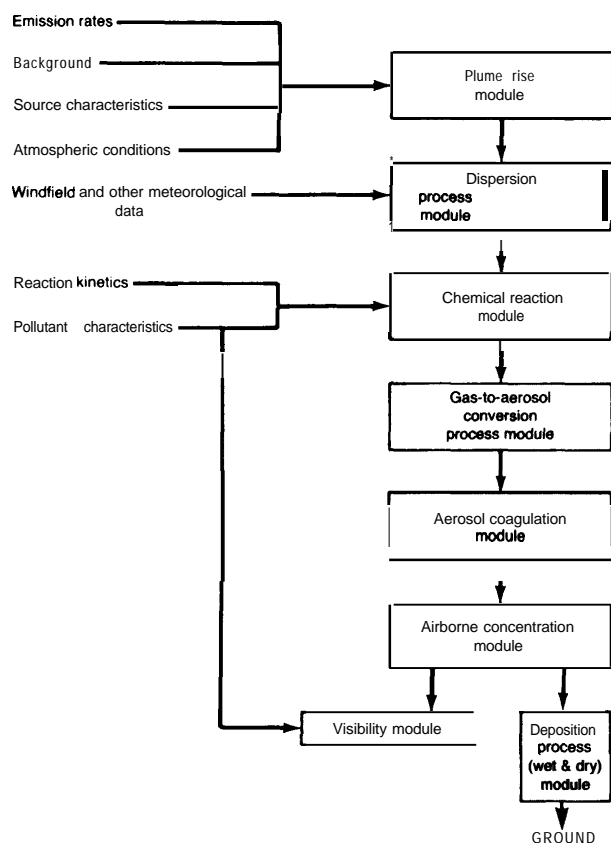 Emission rates
Background
Source characteristics
Atmospheric conditions
Plume rise
module
Windfield and other meteorological
data
Dispersion
process
module
Reaction kinetics
Pollutant characteristics
Chemical reaction
module
Gas-to-aerosol
conversion
process module
Aerosol coagulation
module
Airborne concentration
module
Visibility module
Deposition
process
(wet & dry)
module
GROUND